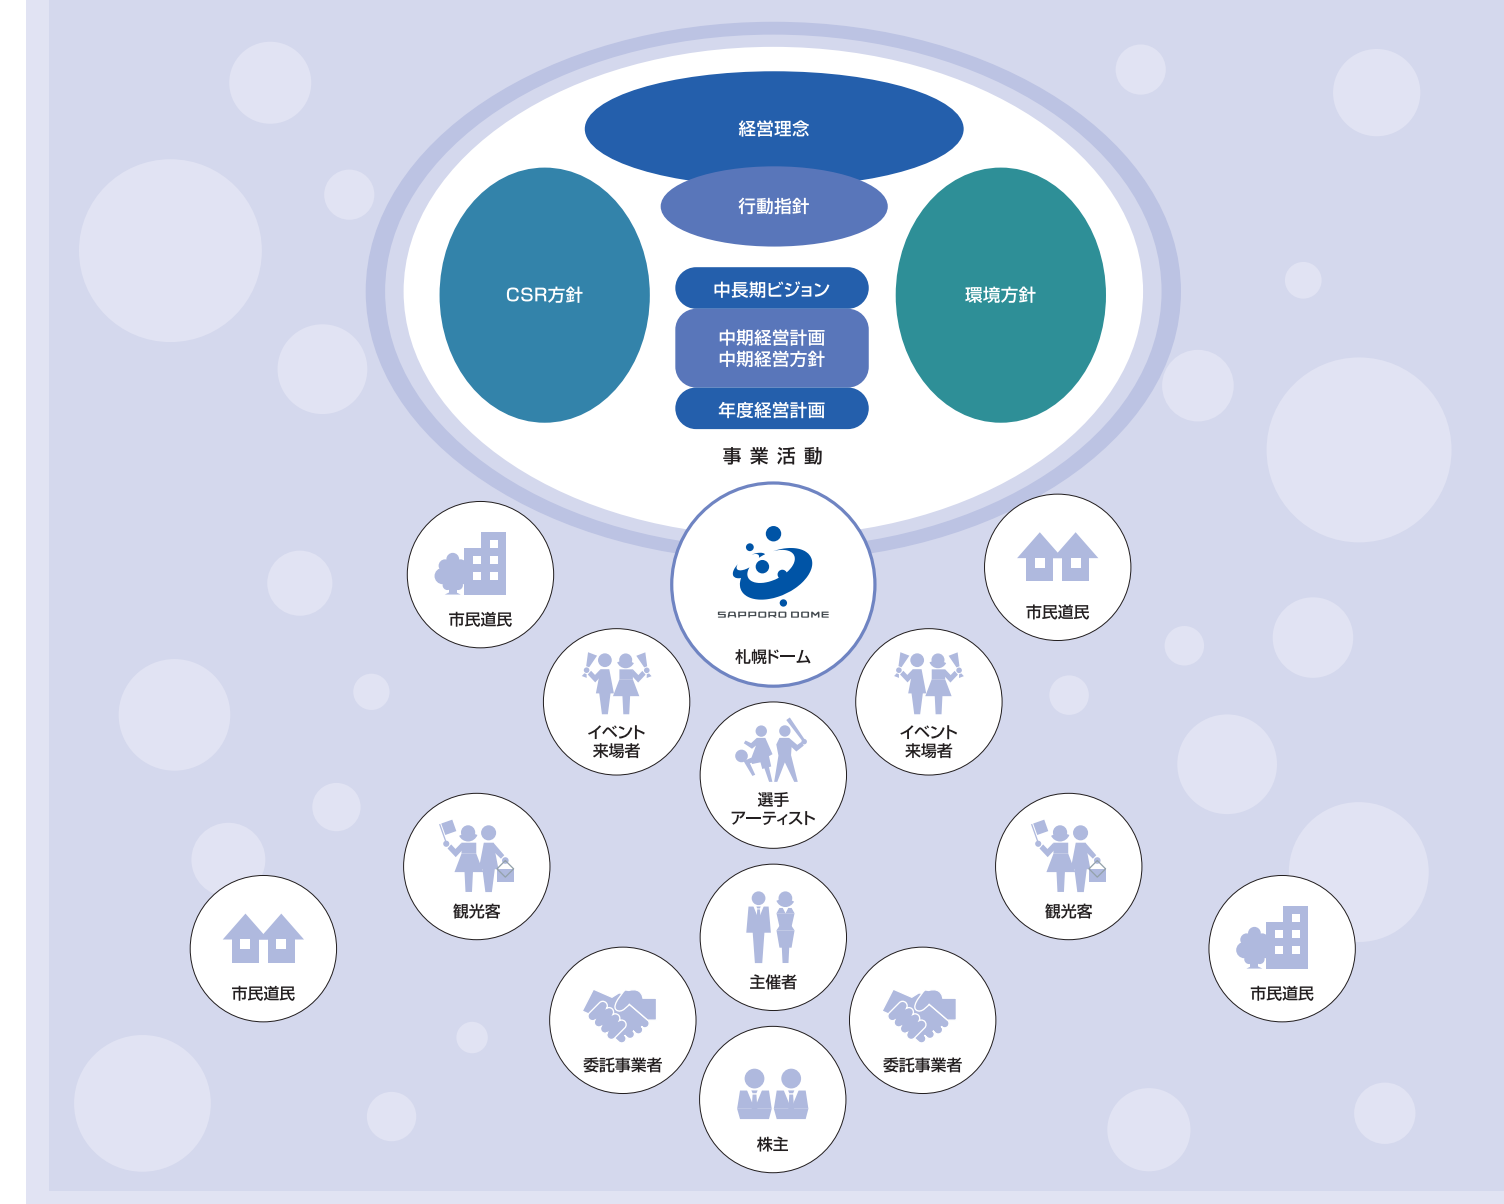 経営理念
行動指針
CSR方針
環境方針
中長期ビジョン
中期経営計画
中期経営方針
年度経営計画
事業活動
SAPPORO DOME
札幌ドーム
市民道民
市民道民
イベント
来場者
イベント
来場者
選手
アーティスト
観光客
観光客
市民道民
主催者
市民道民
委託事業者
委託事業者
株主